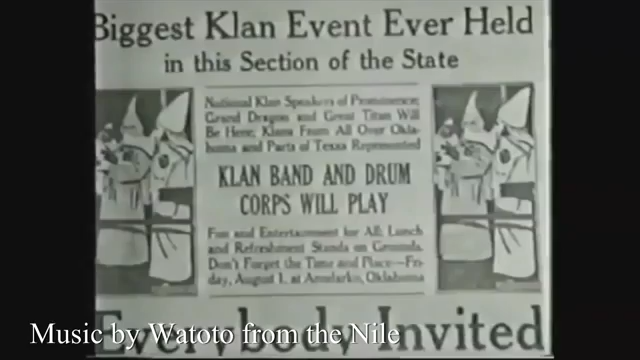 Biggest Klan Event Ever Held
in this Section of the State
National Klan Speakers of Prominence;
Grand Dragon and Great Titan Will
Be Here; Klans From All Over Okla-
homa and Parts of Texas Represented
KLAN BAND AND DRUM
CORPS WILL PLAY
Fun and Entertainment for All; Lunch
and Refreshment Stands on Grounds.
Don't Forget the Time and Place—Fri-
day, August 1, at Anadarko, Oklahoma
Everybody Invited
Music by Watoto from the Nile